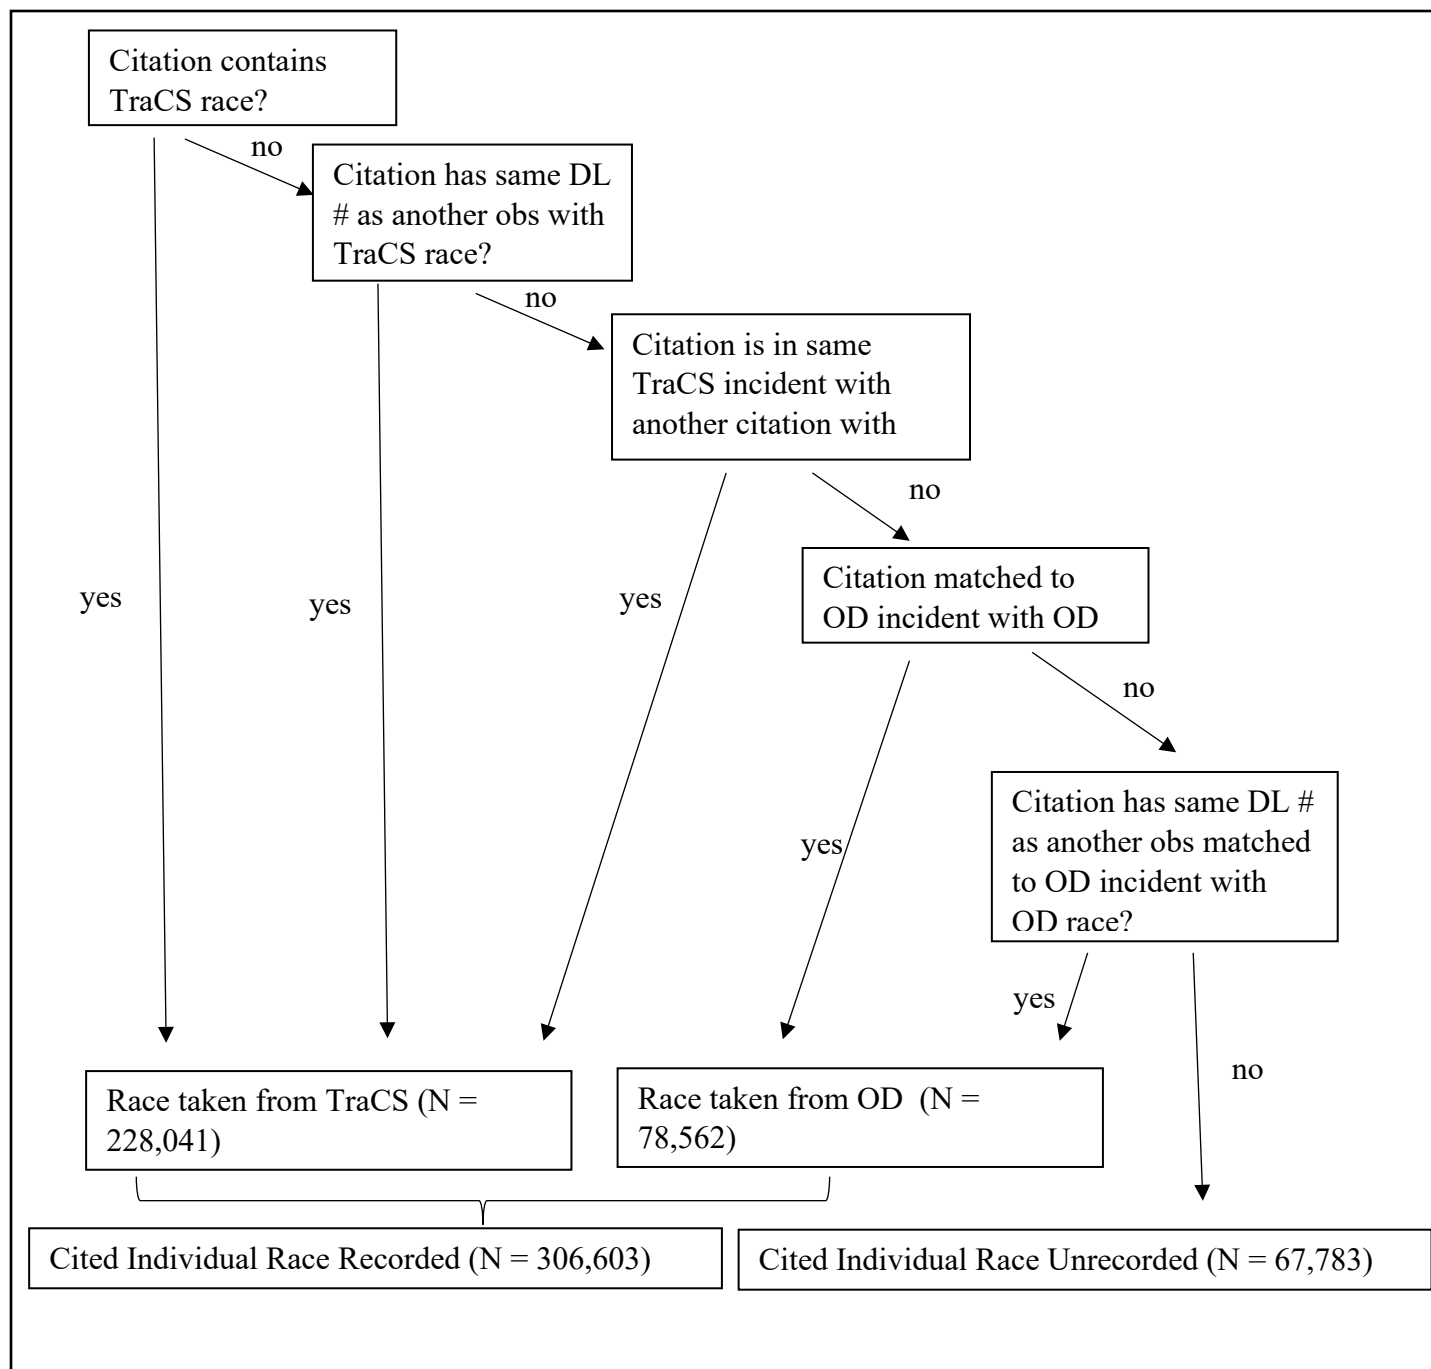 Citation contains
TraCS race?
no
Citation has same DL
# as another obs with
TraCS race?
no
Citation is in same
TraCS incident with
another citation with
no
Citation matched to
OD incident with OD
no
yes
yes
yes
yes
Citation has same DL #
as another obs matched
to OD incident with
OD race?
yes
no
Race taken from TraCS (N =
228,041)
Race taken from OD (N =
78,562)
Cited Individual Race Recorded (N = 306,603)
Cited Individual Race Unrecorded (N = 67,783)